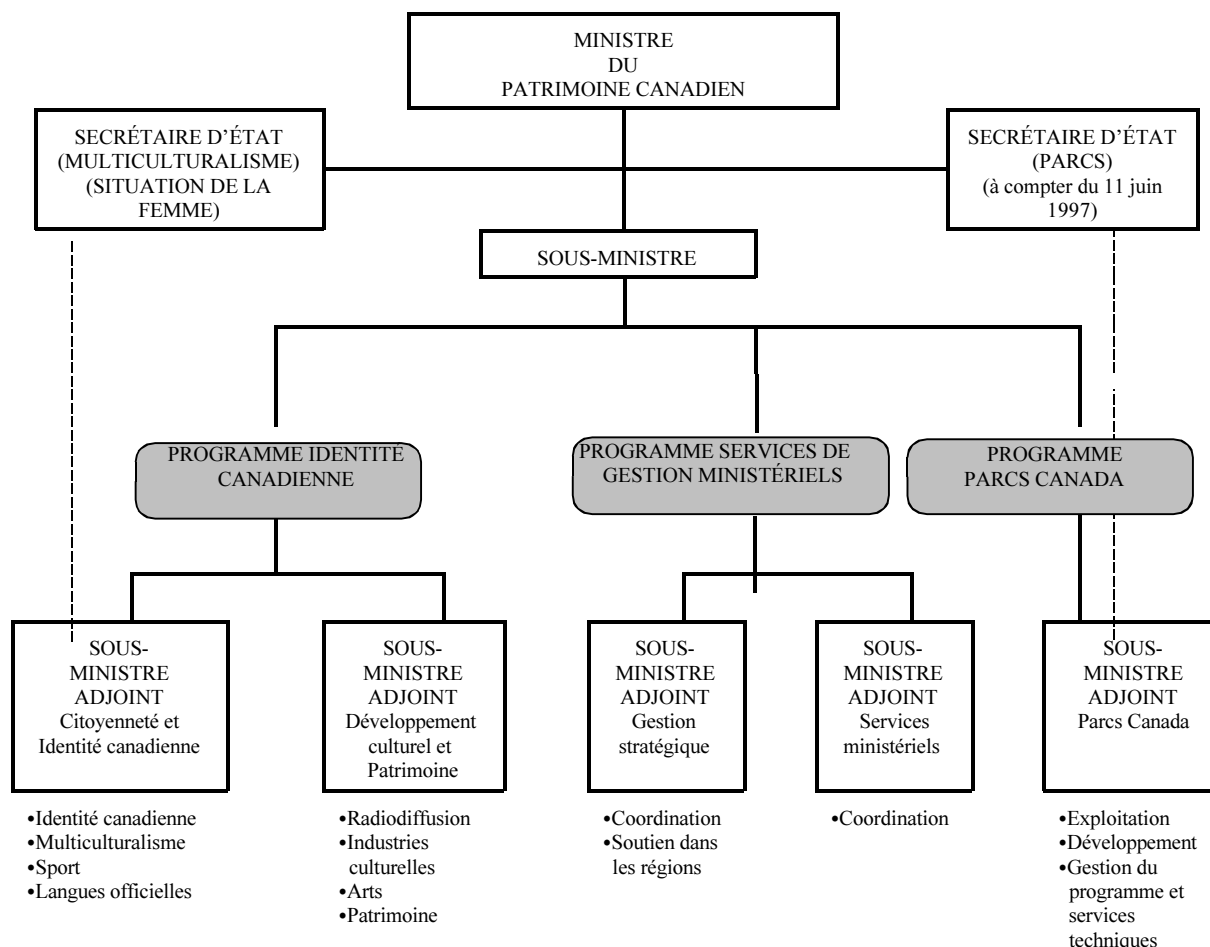 MINISTRE
DU
PATRIMOINE CANADIEN
SECRÉTAIRE D’ÉTAT
(MULTICULTURALISME)
(SITUATION DE LA
FEMME)
SECRÉTAIRE D’ÉTAT
(PARCS)
(à compter du 11 juin
1997)
SOUS-MINISTRE
PROGRAMME IDENTITÉ
CANADIENNE
PROGRAMME SERVICES DE
GESTION MINISTÉRIELS
PROGRAMME
PARCS CANADA
SOUS-
MINISTRE
ADJOINT
Citoyenneté et
Identité canadienne
SOUS-
MINISTRE
ADJOINT
Développement
culturel et
Patrimoine
SOUS-
MINISTRE
ADJOINT
Gestion
stratégique
SOUS-
MINISTRE
ADJOINT
Services
ministériels
SOUS-
MINISTRE
ADJOINT
Parcs Canada
•Identité canadienne
•Multiculturalisme
•Sport
•Langues officielles
•Radiodiffusion
•Industries
culturelles
•Arts
•Patrimoine
•Coordination
•Soutien dans
les régions
•Coordination
•Exploitation
•Développement
•Gestion du
programme et
services
techniques